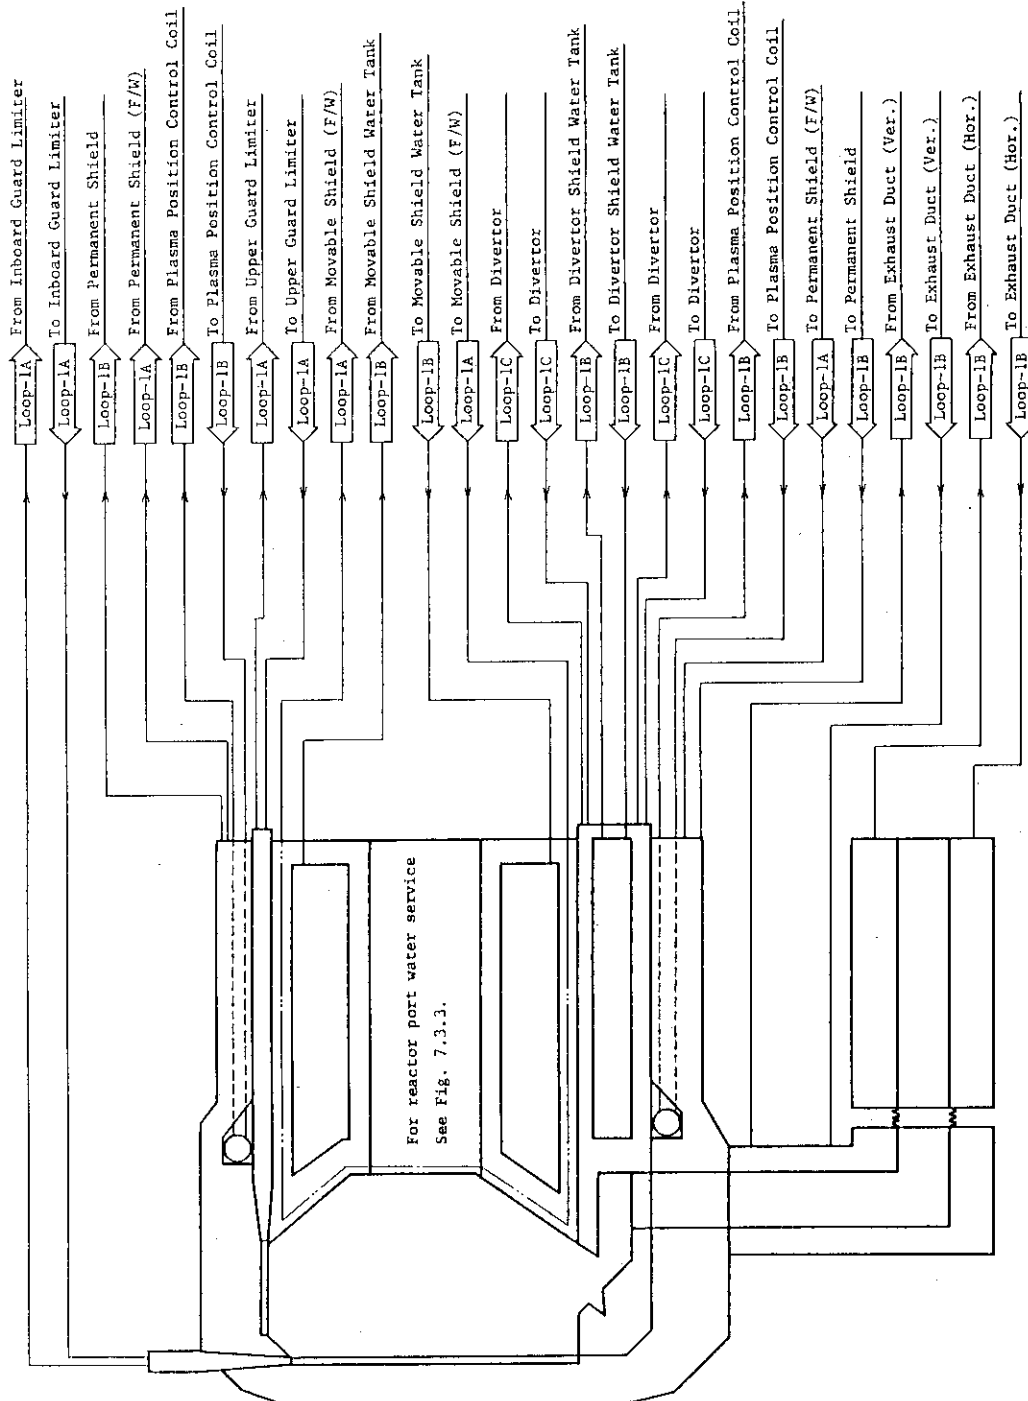 Loop-1A From Inboard Guard Limiter
Loop-1A To Inboard Guard Limiter
Loop-1B From Permanent Shield
Loop-1A From Permanent Shield (F/W)
Loop-1B From Plasma Position Control Coil
Loop-1B To Plasma Position Control Coil
Loop-1A From Upper Guard Limiter
Loop-1A To Upper Guard Limiter
Loop-1A From Movable Shield (F/W)
Loop-1B From Movable Shield Water Tank
Loop-1B To Movable Shield Water Tank
Loop-1A To Movable Shield (F/W)
Loop-1C From Divertor
Loop-1C To Divertor
Loop-1B From Divertor Shield Water Tank
Loop-1B To Divertor Shield Water Tank
Loop-1C From Divertor
Loop-1C To Divertor
Loop-1B From Plasma Position Control Coil
Loop-1B To Plasma Position Control Coil
Loop-1A To Permanent Shield (F/W)
Loop-1B To Permanent Shield
Loop-1B From Exhaust Duct (Ver.)
Loop-1B To Exhaust Duct (Ver.)
Loop-1B From Exhaust Duct (Hor.)
Loop-1B To Exhaust Duct (Hor.)
For reactor port water service
See Fig. 7.3.3.